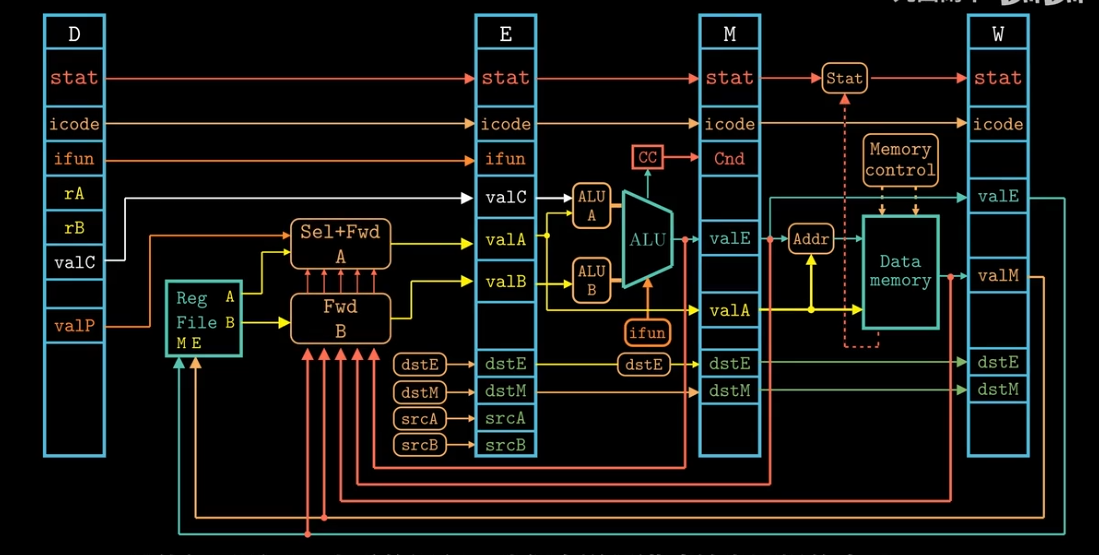 D
E
M
W
stat
stat
stat
Stat
stat
icode
icode
icode
icode
ifun
ifun
CC
Cnd
Memory
control
rA
rB
valC
valC
ALU
A
valE
Sel+Fwd
A
valA
ALU
valE
Addr
Data
memory
valB
ALU
B
valM
Reg
File
A
B
M E
Fwd
B
valP
valA
ifun
dstE
dstE
dstE
dstE
dstE
dstM
dstM
dstM
dstM
srcA
srcA
srcB
srcB